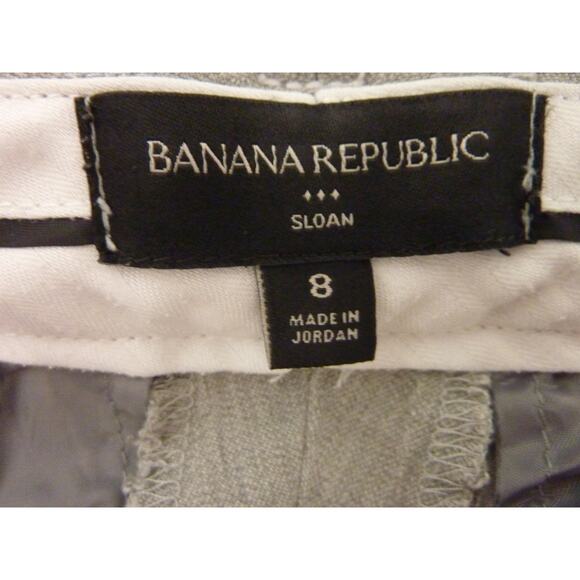 BANANA REPUBLIC
SLOAN
8
MADE IN
JORDAN